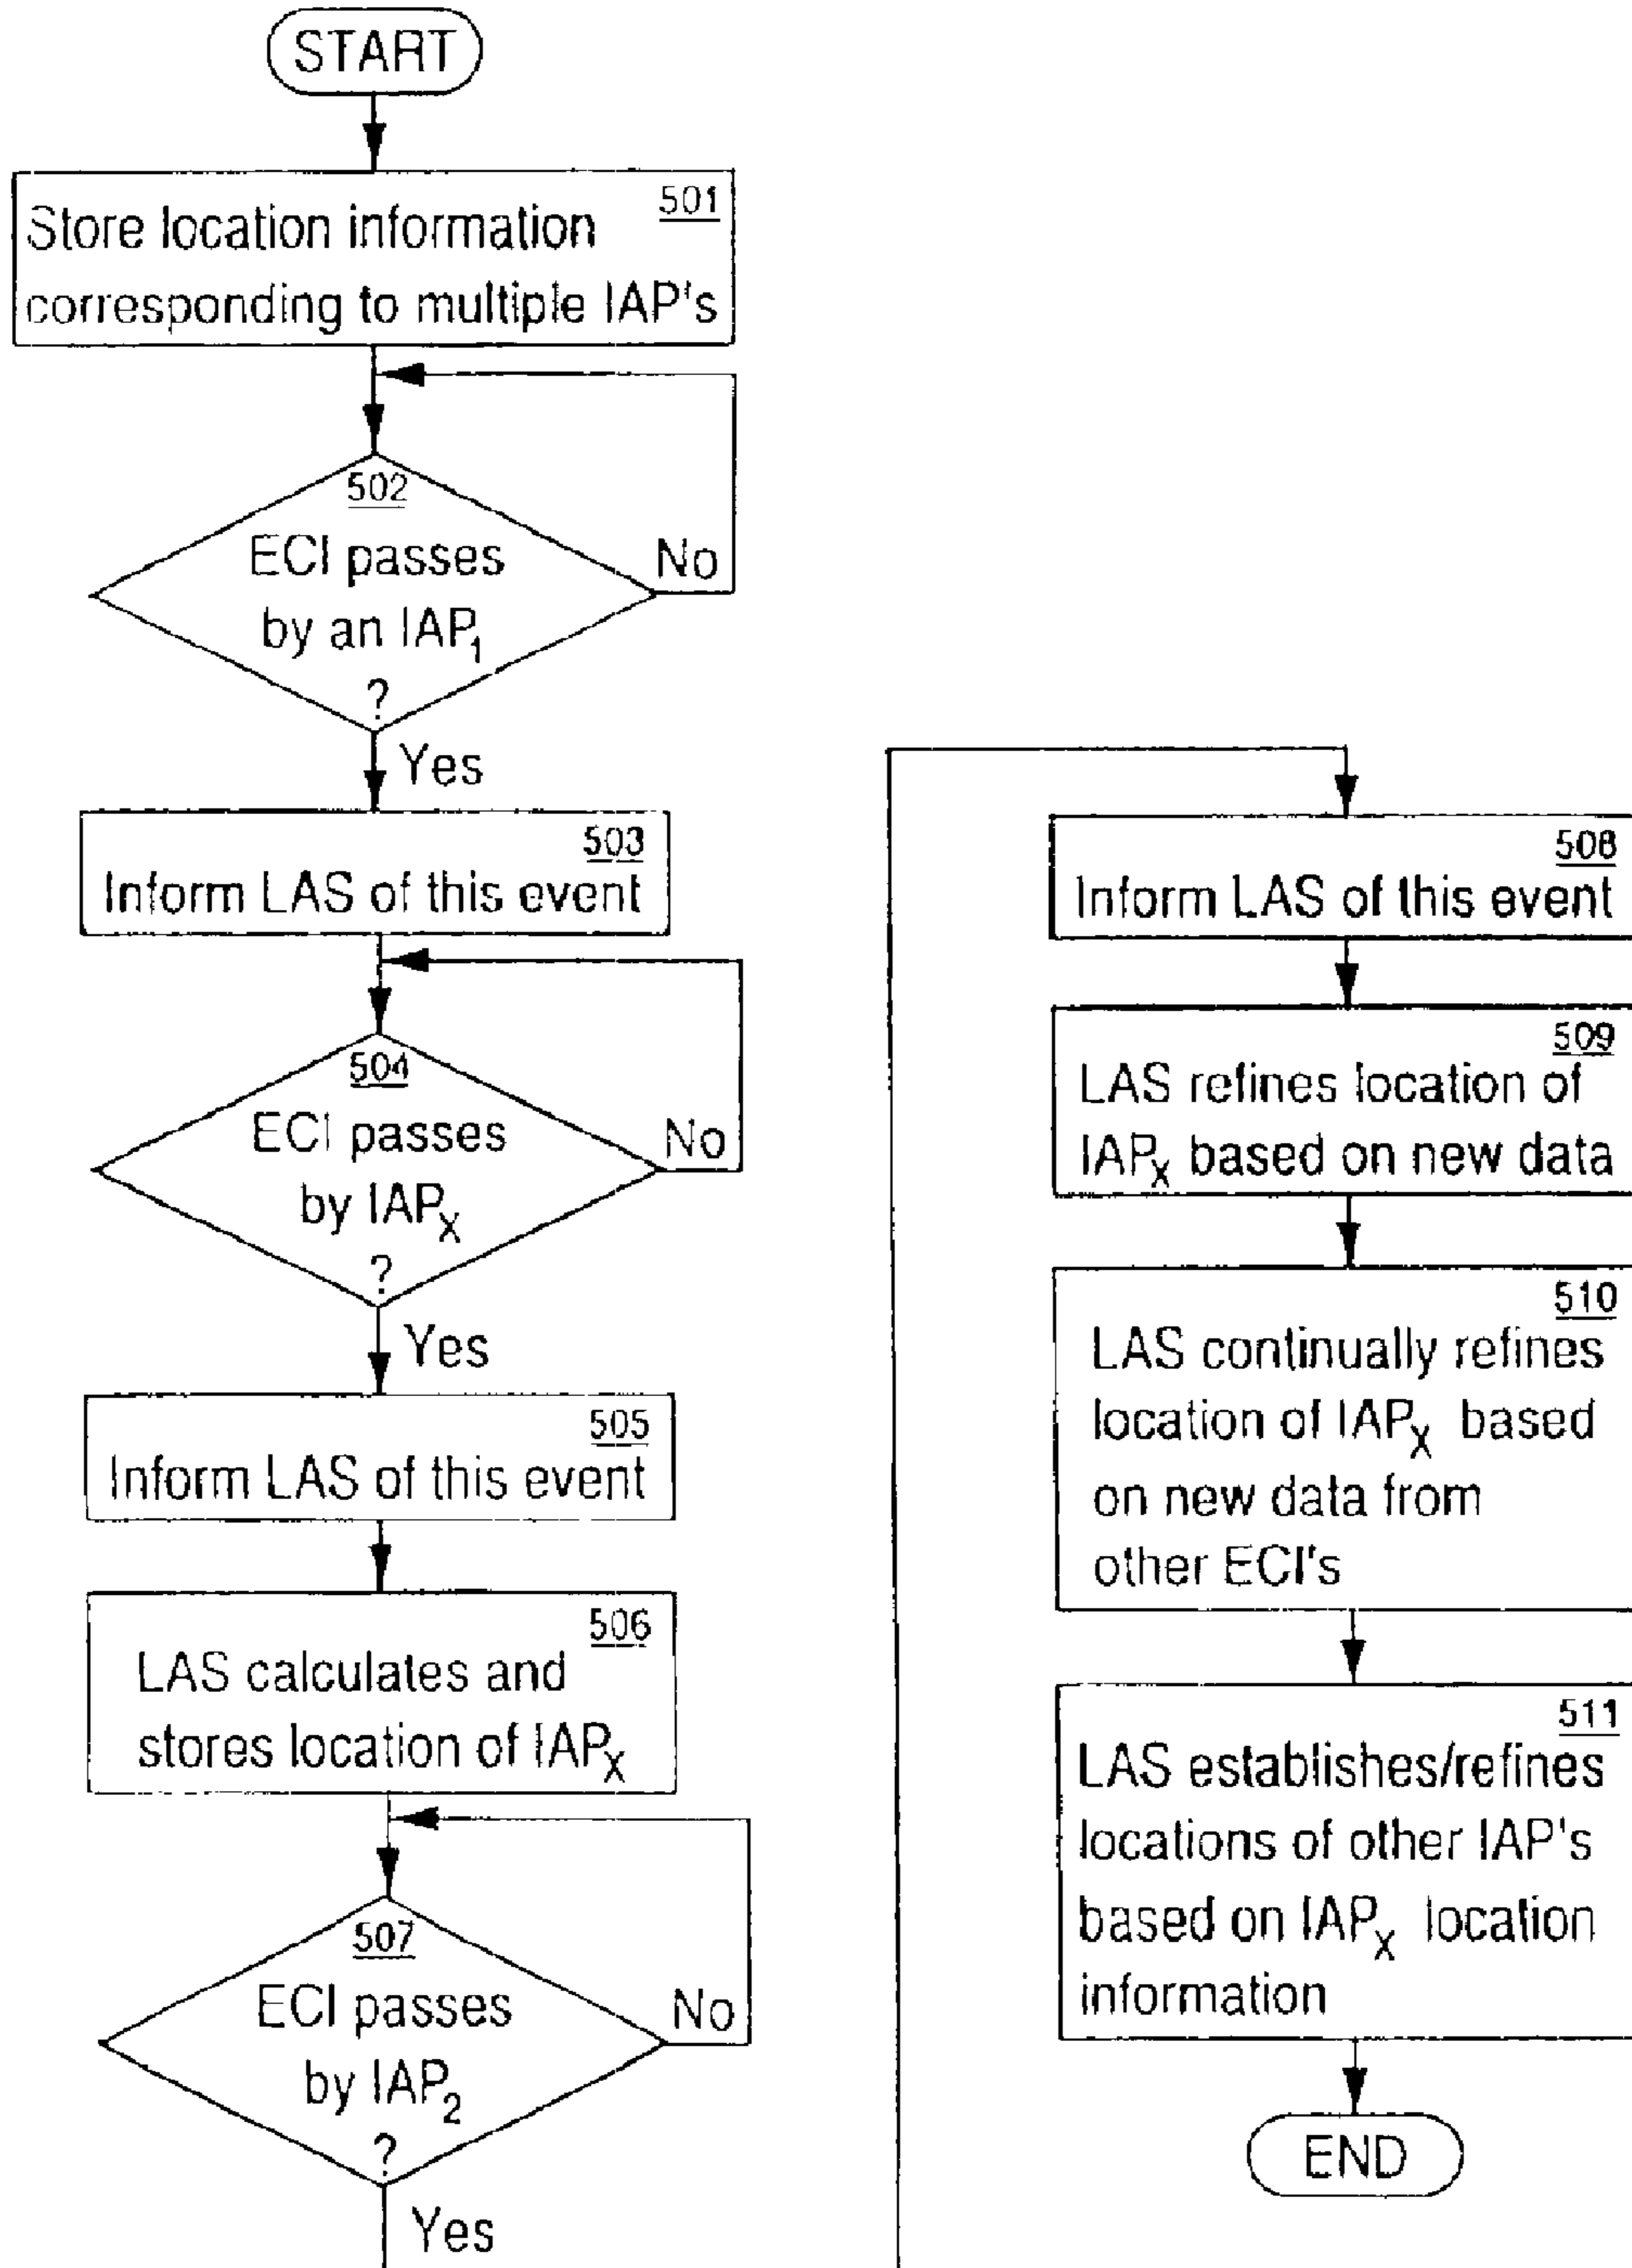 START
501
Store location information
corresponding to multiple IAP's
502
ECI passes
by an IAP1
?
No
Yes
503
Inform LAS of this event
504
ECI passes
by IAPX
?
No
Yes
505
Inform LAS of this event
506
LAS calculates and
stores location of IAPX
507
ECI passes
by IAP2
?
No
Yes
508
Inform LAS of this event
509
LAS refines location of
IAPX based on new data
510
LAS continually refines
location of IAPX based
on new data from
other ECI's
511
LAS establishes/refines
locations of other IAP's
based on IAPX location
information
END